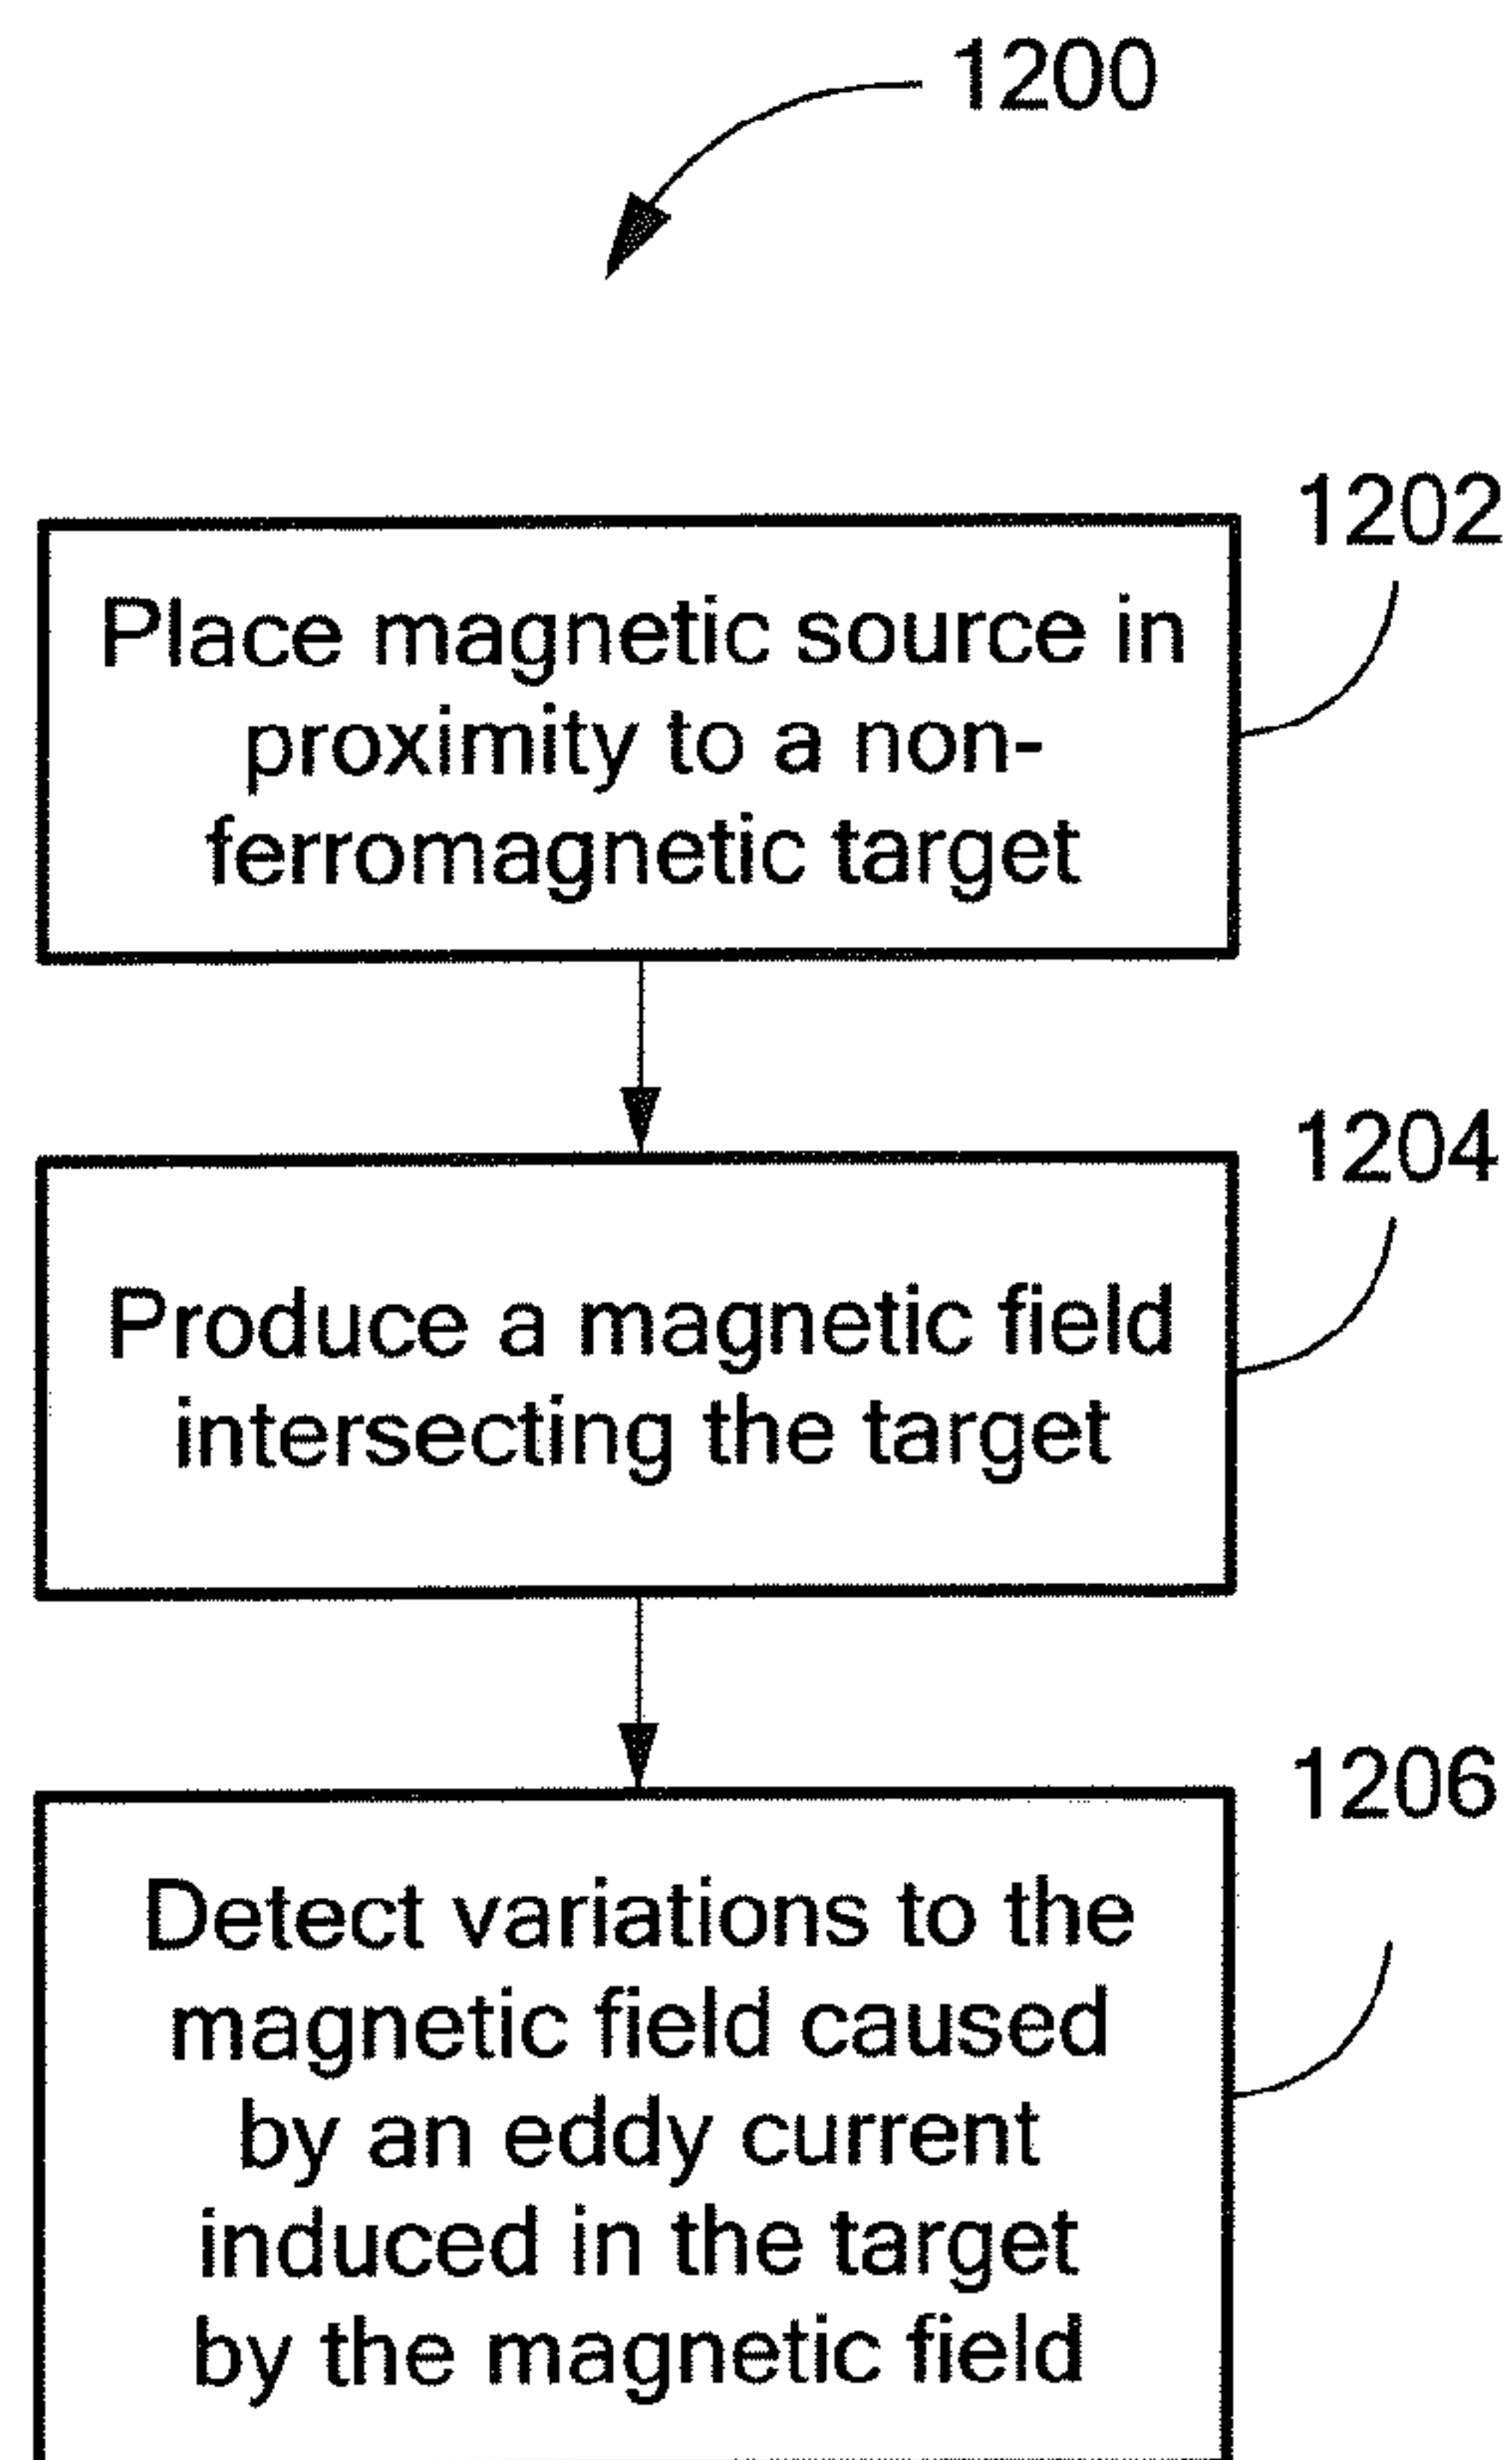 1200
1202
Place magnetic source in
proximity to a non-
ferromagnetic target
1204
Produce a magnetic field
intersecting the target
1206
Detect variations to the
magnetic field caused
by an eddy current
induced in the target
by the magnetic field